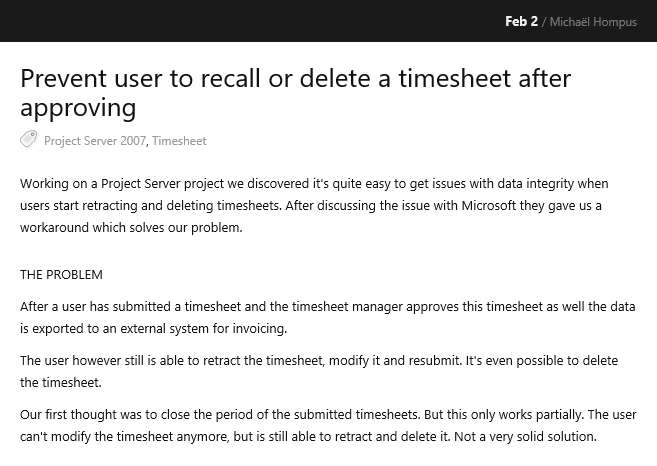 Feb 2 / Michaël Hompus
Prevent user to recall or delete a timesheet after
approving
Project Server 2007, Timesheet
Working on a Project Server project we discovered it's quite easy to get issues with data integrity when
users start retracting and deleting timesheets. After discussing the issue with Microsoft they gave us a
workaround which solves our problem.
THE PROBLEM
After a user has submitted a timesheet and the timesheet manager approves this timesheet as well the data
is exported to an external system for invoicing.
The user however still is able to retract the timesheet, modify it and resubmit. It's even possible to delete
the timesheet.
Our first thought was to close the period of the submitted timesheets. But this only works partially. The user
can't modify the timesheet anymore, but is still able to retract and delete it. Not a very solid solution.